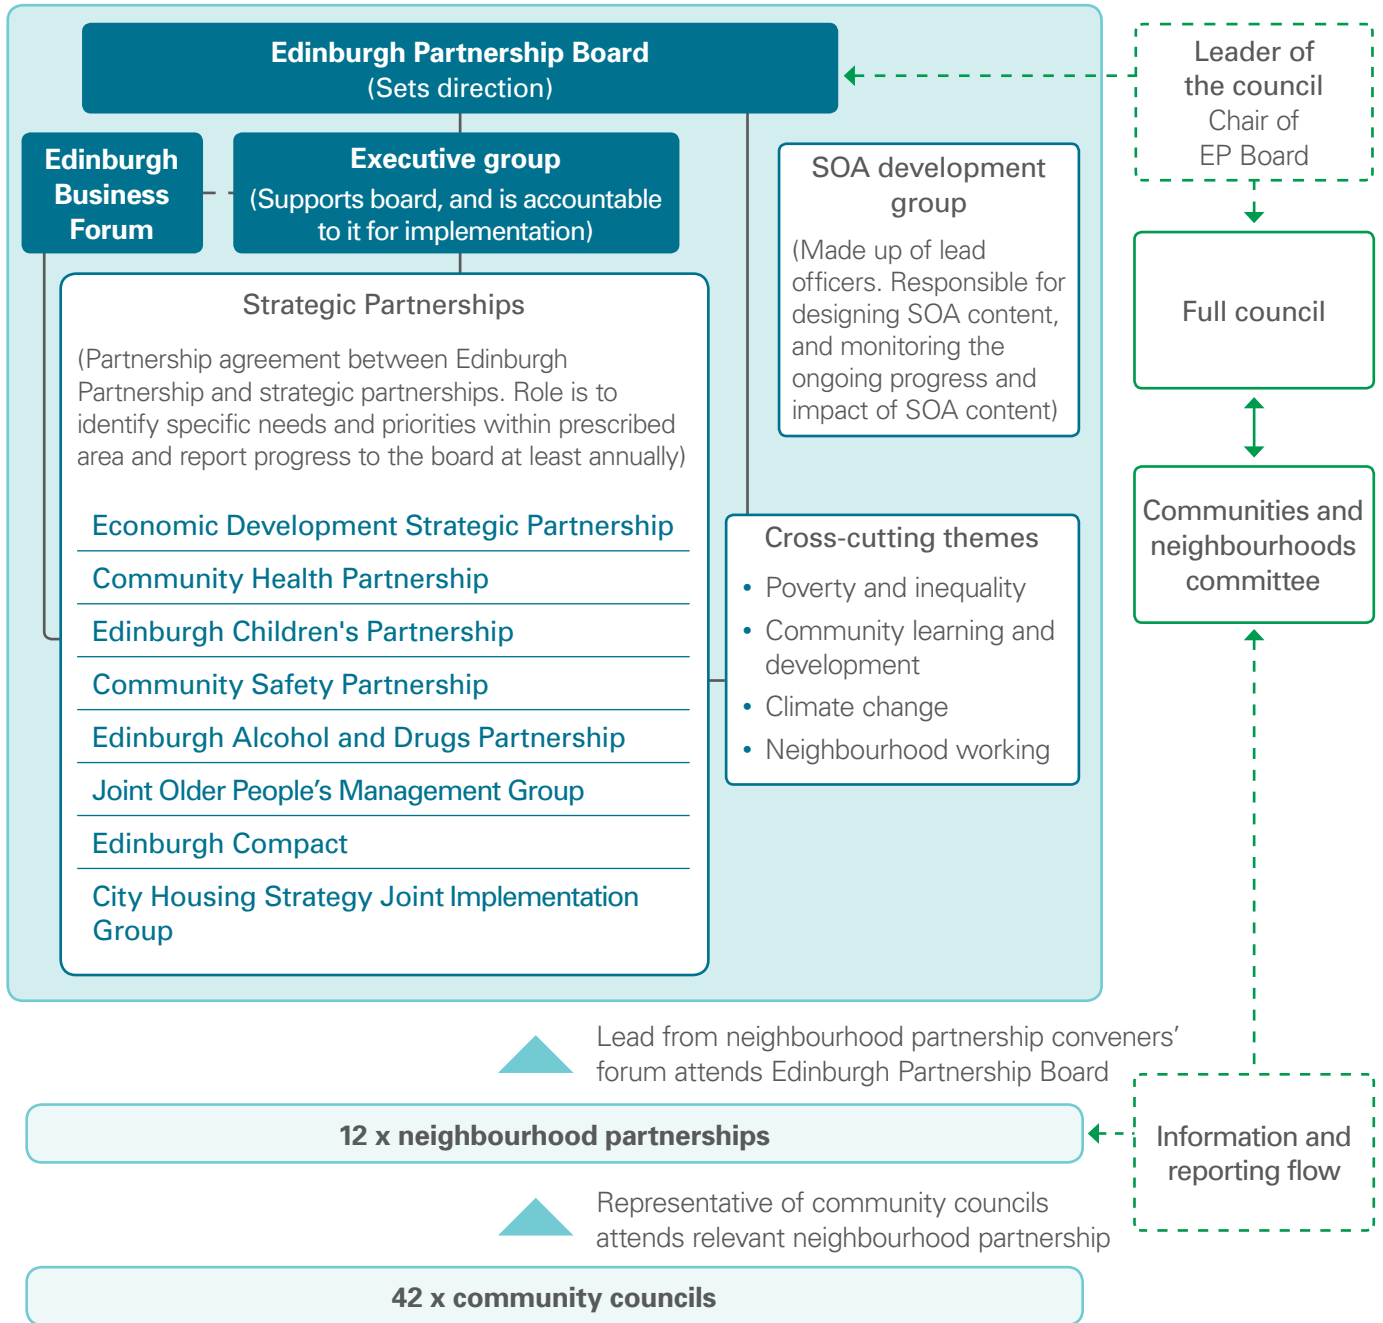 Edinburgh Partnership Board
(Sets direction)
Leader of
the council
Chair of
EP Board
Edinburgh
Business
Forum
Executive group
(Supports board, and is accountable
to it for implementation)
SOA development
group
(Made up of lead
officers. Responsible for
designing SOA content,
and monitoring the
ongoing progress and
impact of SOA content)
Full council
Strategic Partnerships
(Partnership agreement between Edinburgh
Partnership and strategic partnerships. Role is to
identify specific needs and priorities within prescribed
area and report progress to the board at least annually)
Economic Development Strategic Partnership
Community Health Partnership
Edinburgh Children's Partnership
Community Safety Partnership
Edinburgh Alcohol and Drugs Partnership
Joint Older People’s Management Group
Edinburgh Compact
City Housing Strategy Joint Implementation
Group
Cross-cutting themes
• Poverty and inequality
• Community learning and
development
• Climate change
• Neighbourhood working
Communities and
neighbourhoods
committee
Lead from neighbourhood partnership conveners’
forum attends Edinburgh Partnership Board
12 x neighbourhood partnerships
Information and
reporting flow
Representative of community councils
attends relevant neighbourhood partnership
42 x community councils